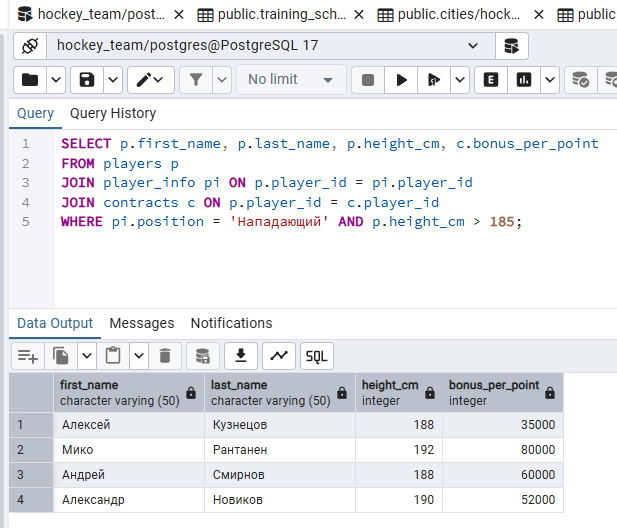 hockey_team/post... × public.training_sch... × public.cities/hock... × public
hockey_team/postgres@PostgreSQL 17
No limit
E
Query Query History
1 SELECT p.first_name, p.last_name, p.height_cm, c.bonus_per_point
2 FROM players p
3 JOIN player_info pi ON p.player_id = pi.player_id
4 JOIN contracts c ON p.player_id = c.player_id
5 WHERE pi.position = 'Нападающий' AND p.height_cm > 185;
Data Output Messages Notifications
SQL
first_name last_name height_cm bonus_per_point
character varying (50) character varying (50) integer integer
1 Алексей Кузнецов 188 35000
2 Мико Рантанен 192 80000
3 Андрей Смирнов 188 60000
4 Александр Новиков 190 52000